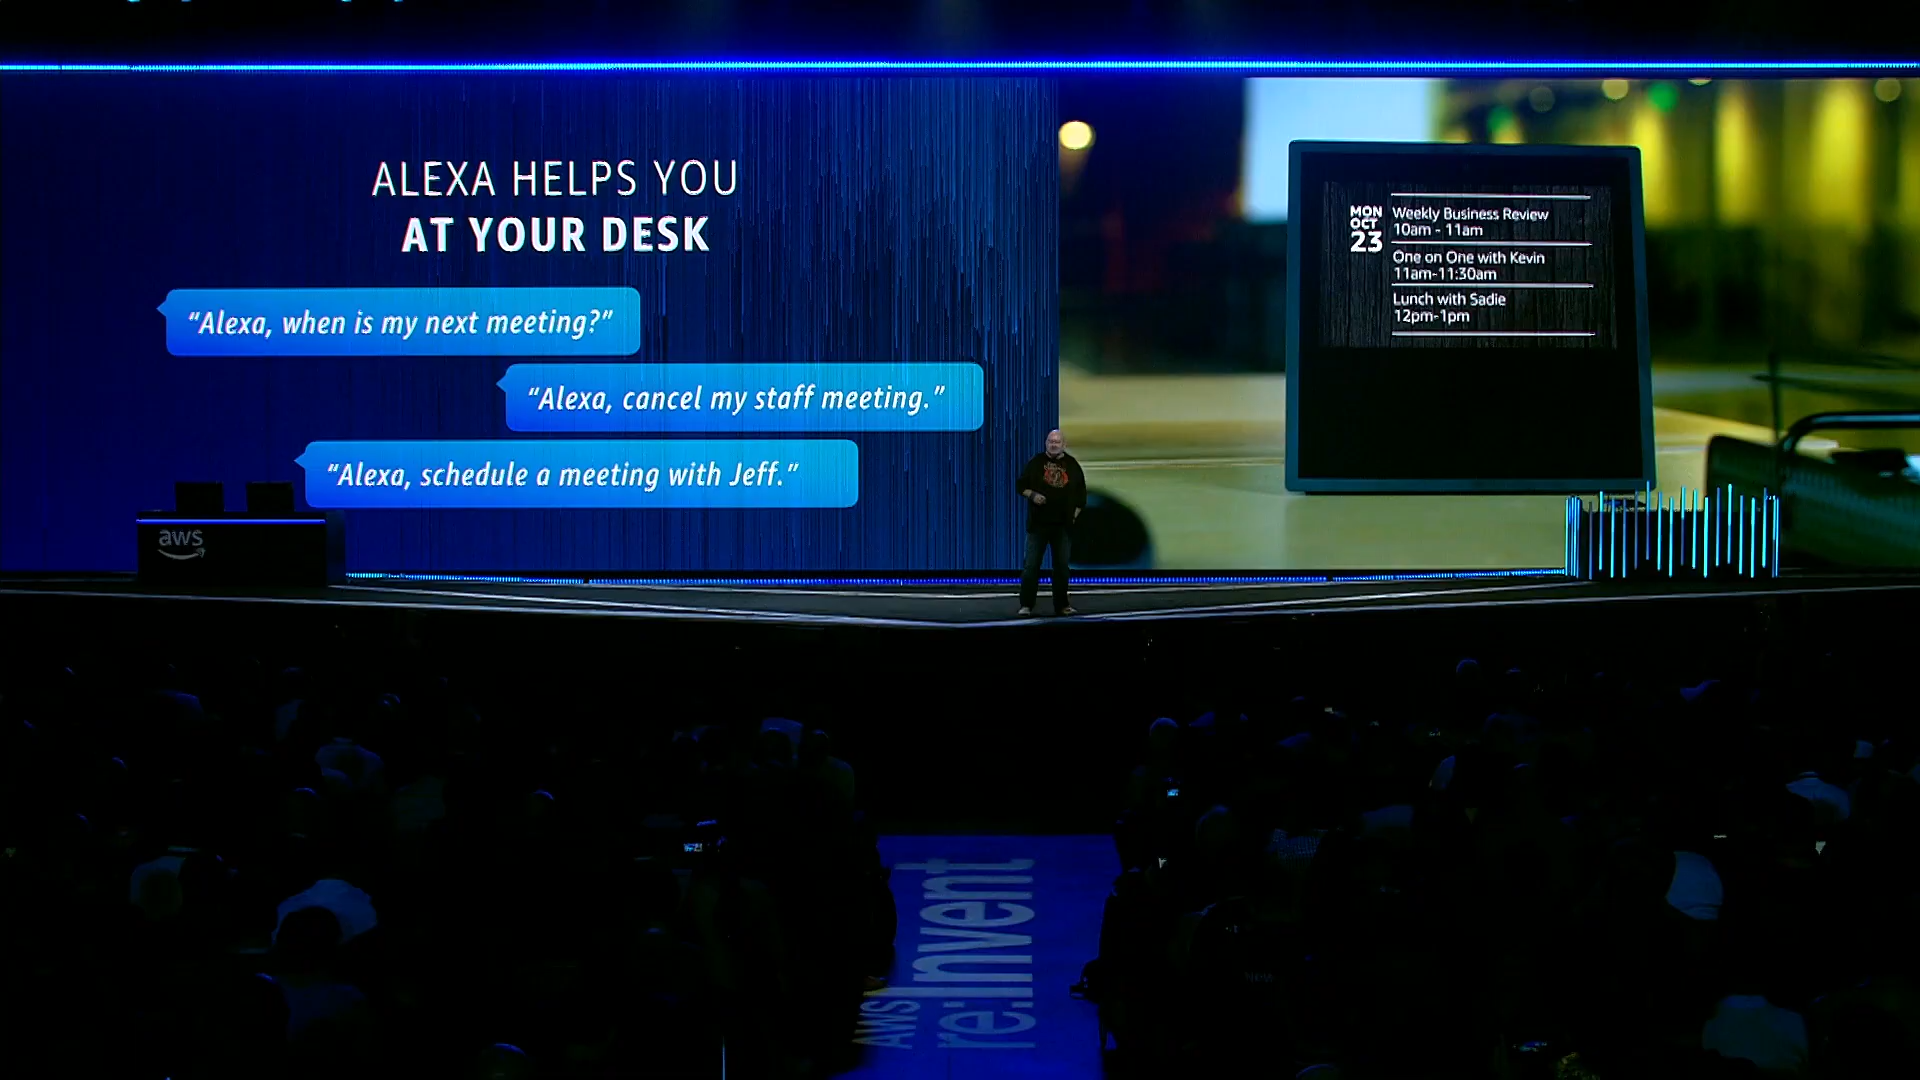 ALEXA HELPS YOU
AT YOUR DESK
“Alexa, when is my next meeting?”
“Alexa, cancel my staff meeting.”
“Alexa, schedule a meeting with Jeff.”
MON
OCT
23
Weekly Business Review
10am - 11am
One on One with Kevin
11am-11:30am
Lunch with Sadie
12pm-1pm
aws
AWS
re:Invent